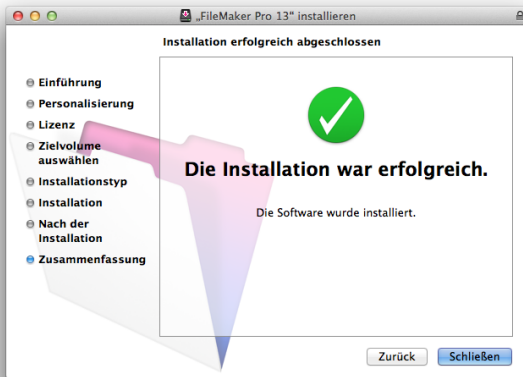 „FileMaker Pro 13“ installieren
Installation erfolgreich abgeschlossen
Einführung
Personalisierung
Lizenz
Zielvolume
auswählen
Installationstyp
Installation
Nach der
Installation
Zusammenfassung
Die Installation war erfolgreich.
Die Software wurde installiert.
Zurück
Schließen